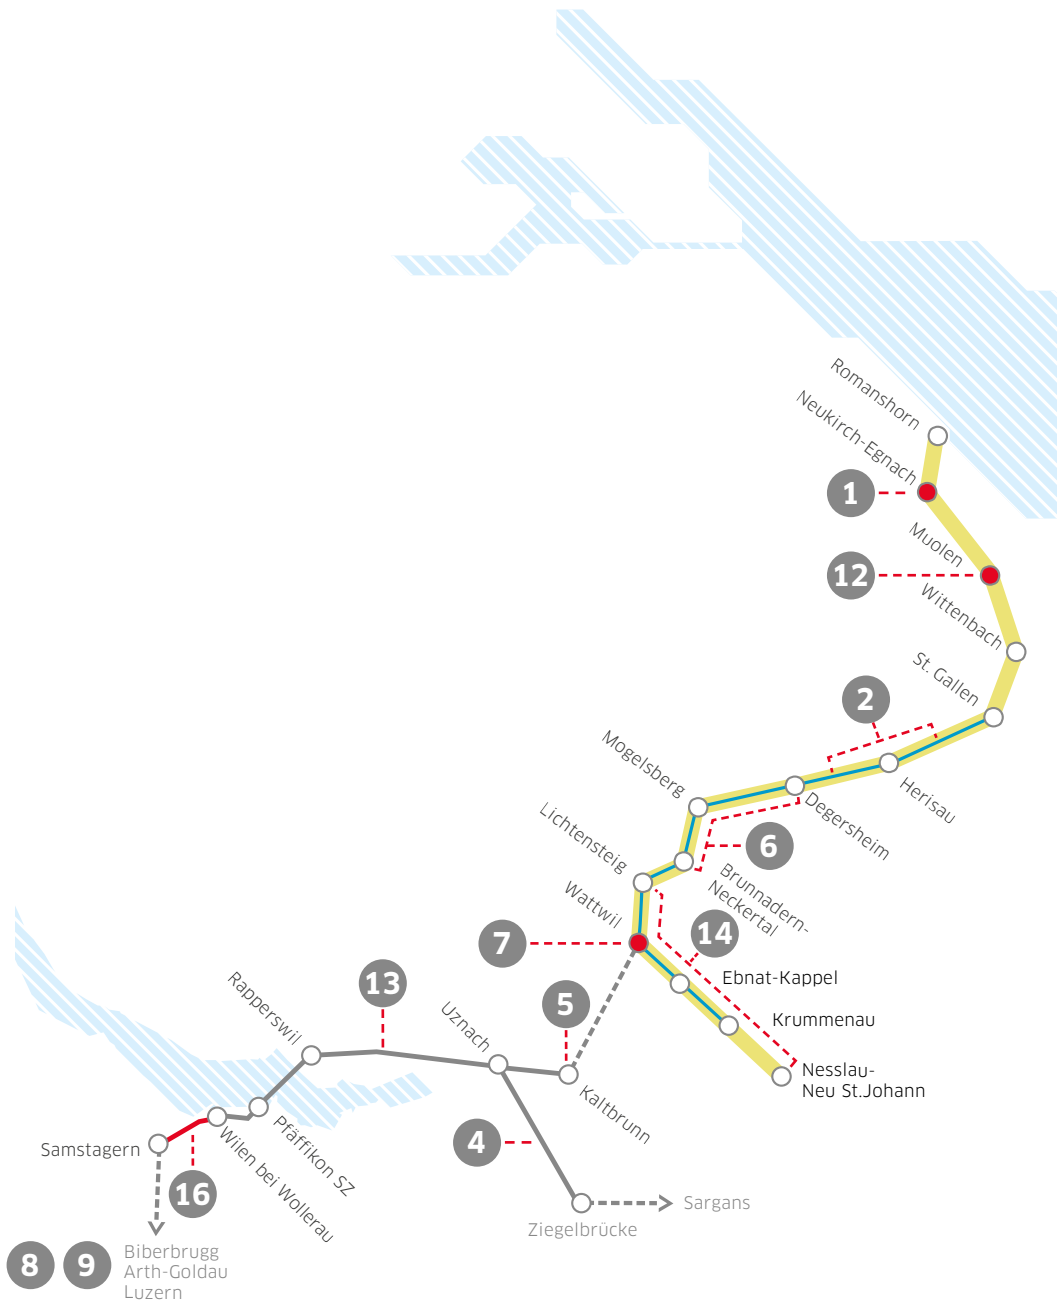 Romanshorn
Neukirch-Egnach
1
Muolen
12
Wittenbach
St. Gallen
2
Mogelsberg
Herisau
Degersheim
Lichtensteig
6
Brunnadern-
Neckertal
Wattwil
14
7
Ebnat-Kappel
13
Rapperswil
5
Uznach
Krummenau
Nesslau-
Neu St.Johann
Kaltbrunn
Pfäffikon SZ
4
Samstagern
Wilen bei Wollerau
16
Sargans
Ziegelbrücke
8
9
Biberbrugg
Arth-Goldau
Luzern